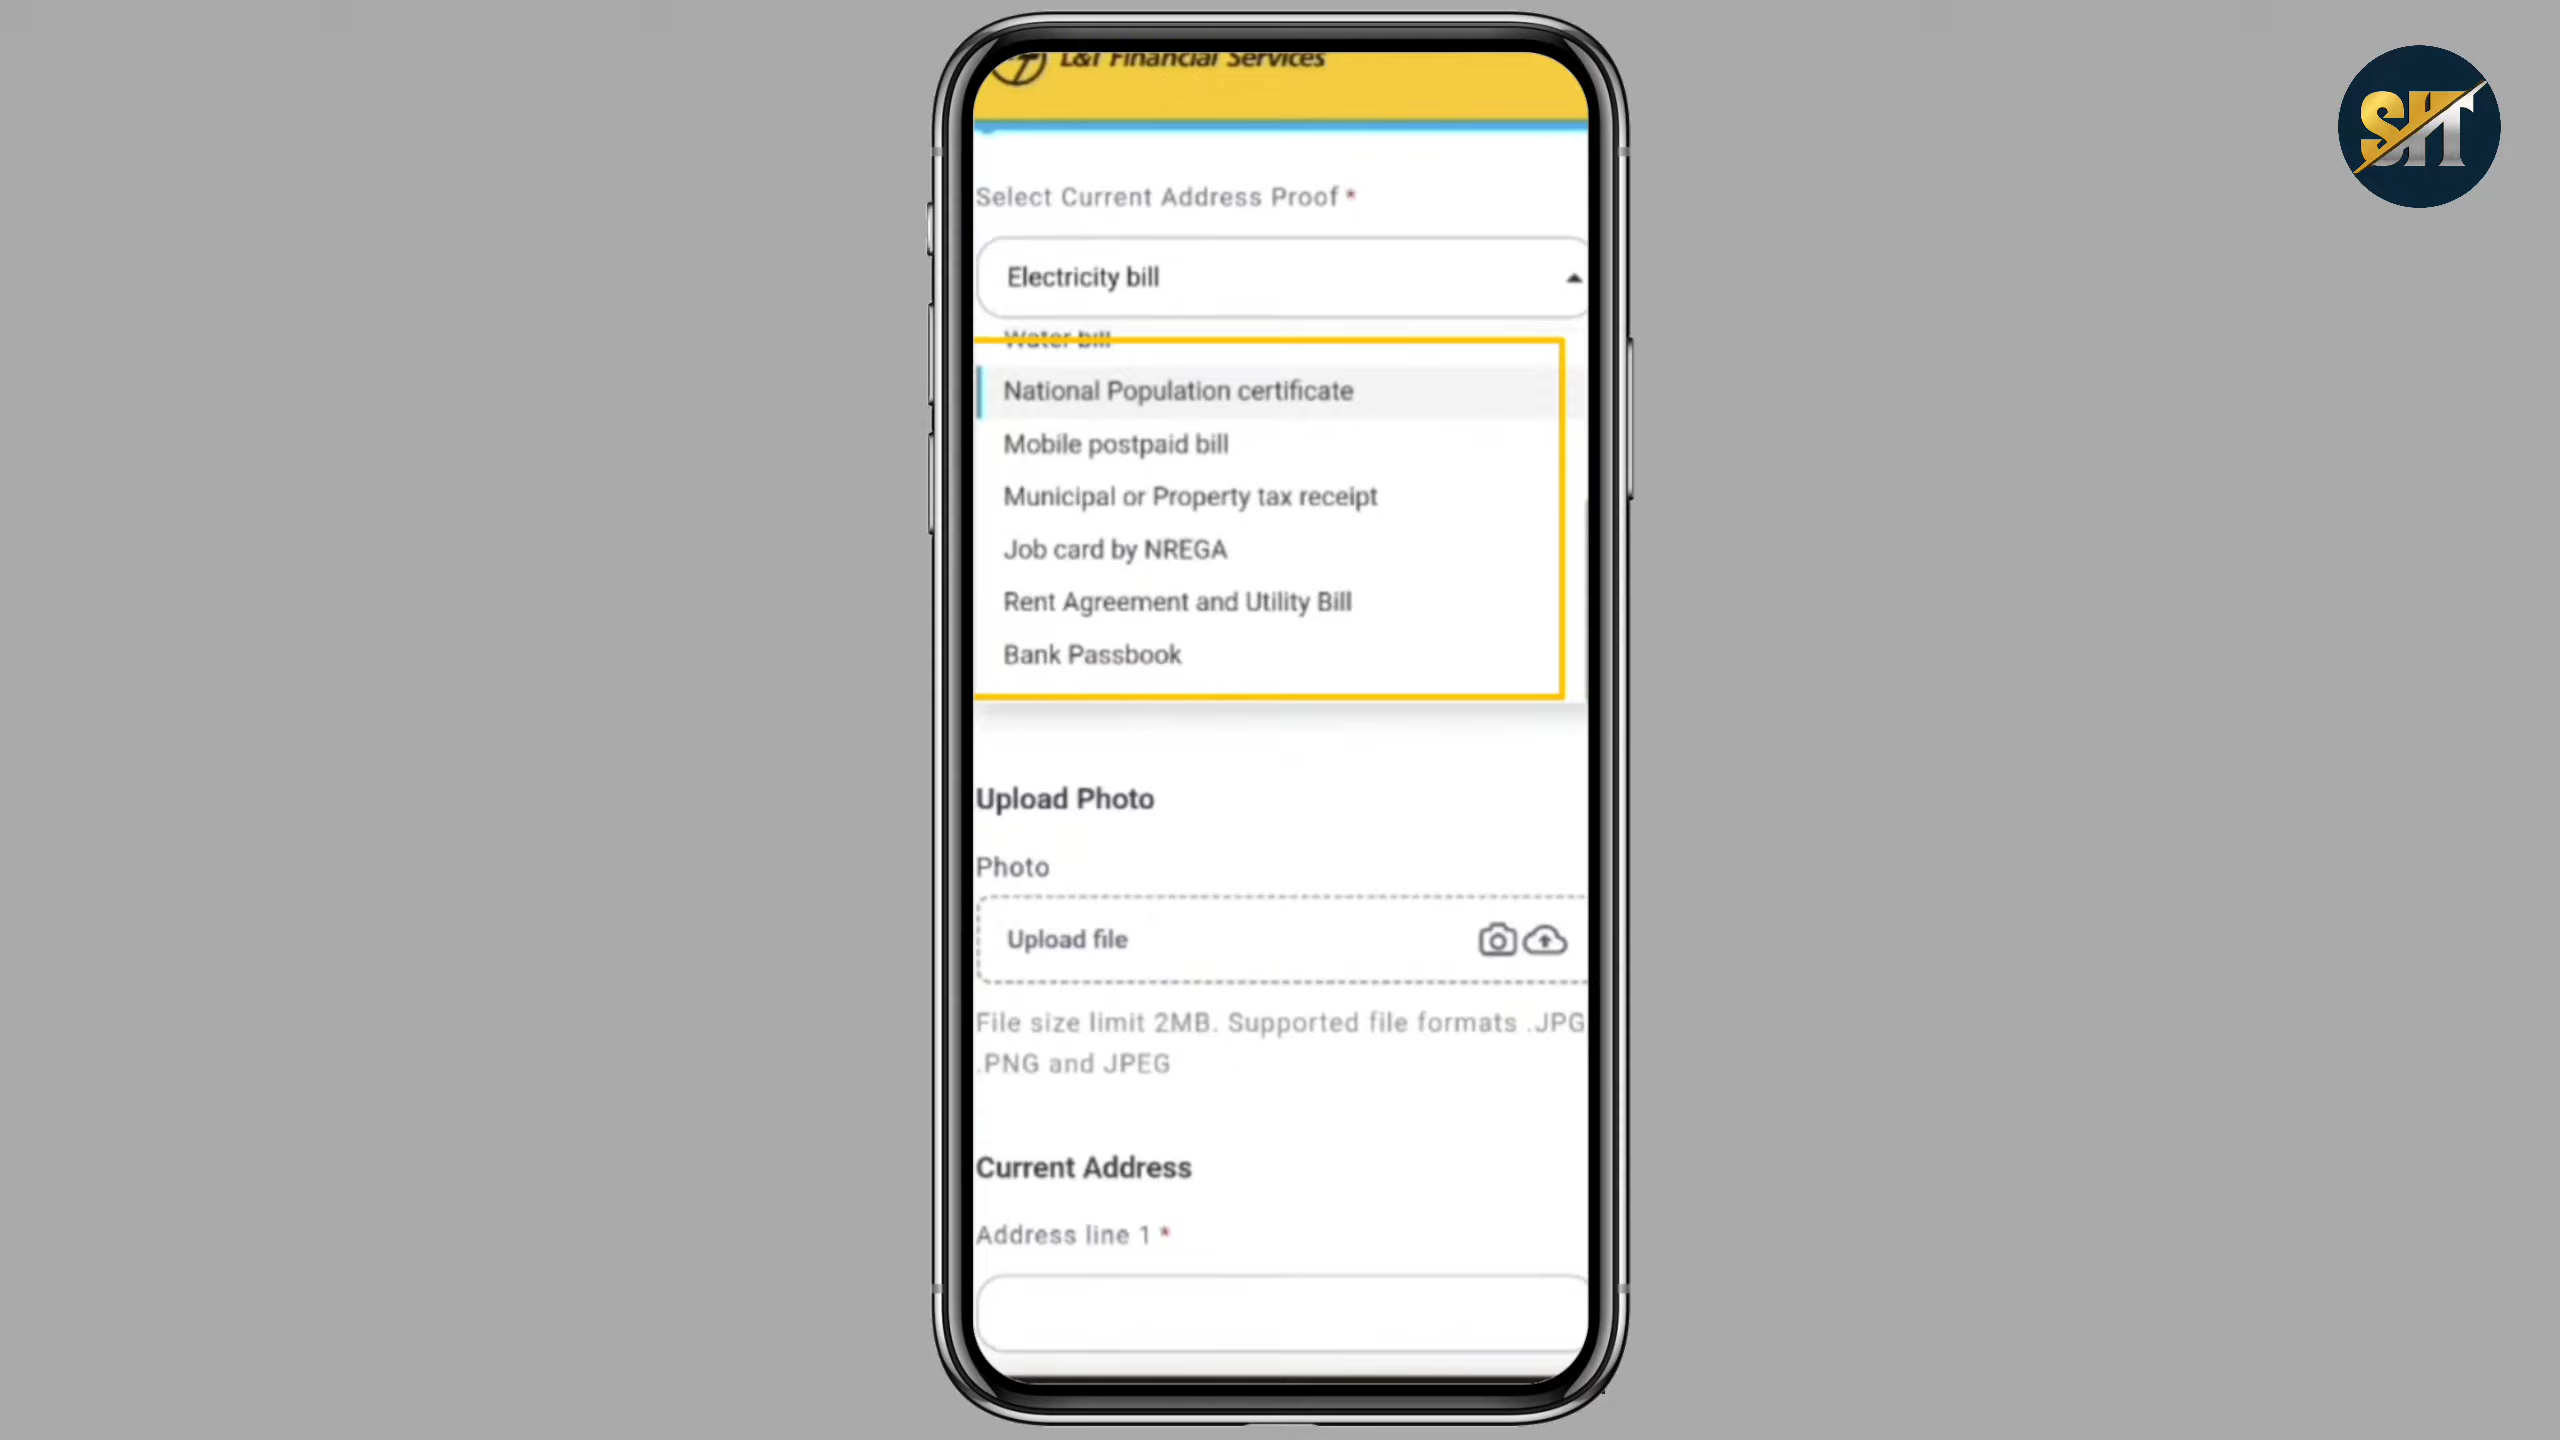 L&T Financial Services
SHT
Select Current Address Proof *
Electricity bill
Water bill
National Population certificate
Mobile postpaid bill
Municipal or Property tax receipt
Job card by NREGA
Rent Agreement and Utility Bill
Bank Passbook
Upload Photo
Photo
Upload file
File size limit 2MB. Supported file formats .JPG
.PNG and JPEG
Current Address
Address line 1 *